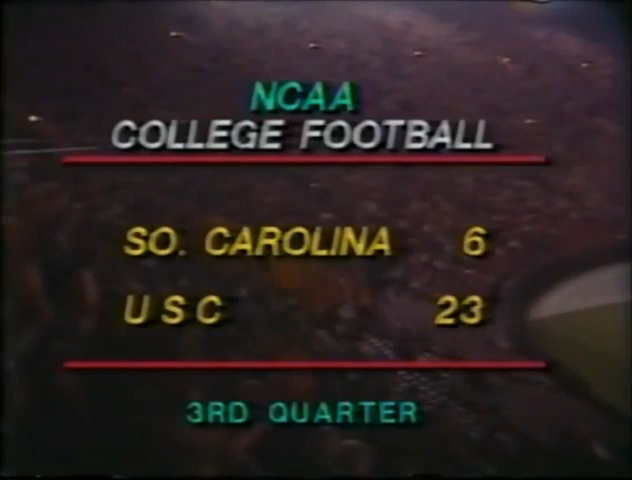 NCAA
COLLEGE FOOTBALL
SO. CAROLINA 6
USC 23
3RD QUARTER